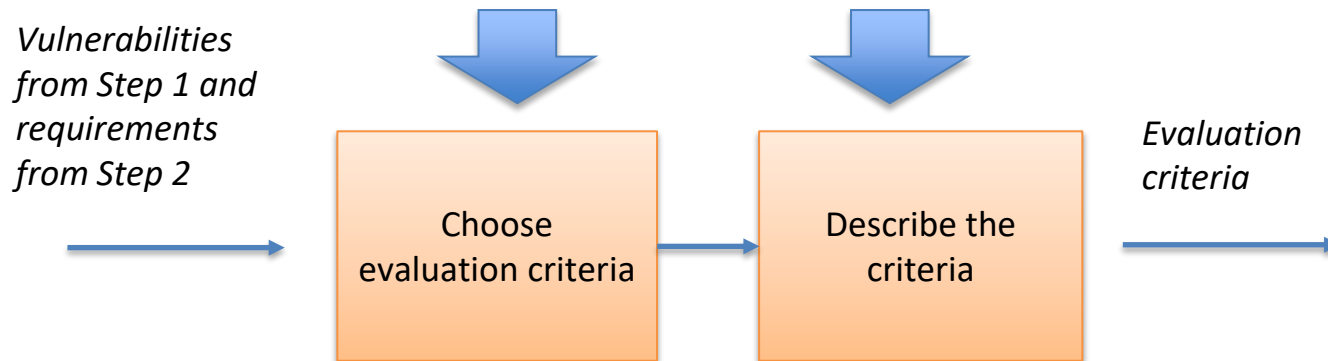 Vulnerabilities
from Step 1 and
requirements
from Step 2
Choose
evaluation criteria
Describe the
criteria
Evaluation
criteria